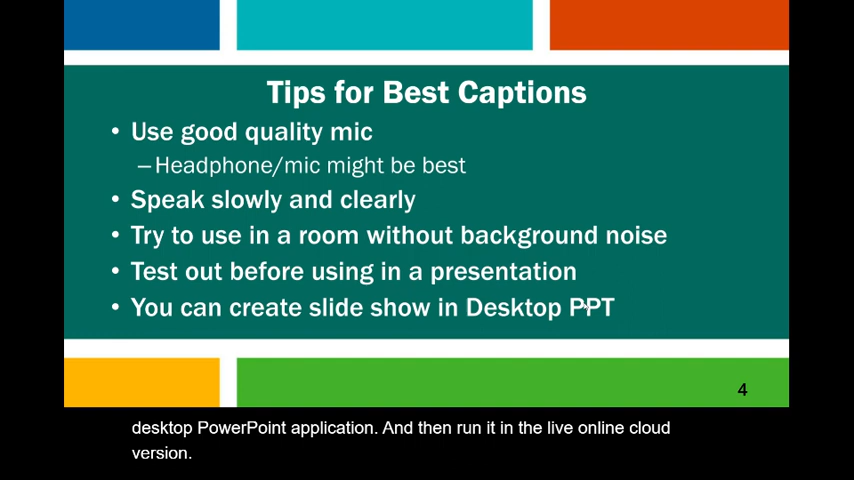 Tips for Best Captions
• Use good quality mic
–Headphone/mic might be best
• Speak slowly and clearly
• Try to use in a room without background noise
• Test out before using in a presentation
• You can create slide show in Desktop PPT
4
desktop PowerPoint application. And then run it in the live online cloud
version.